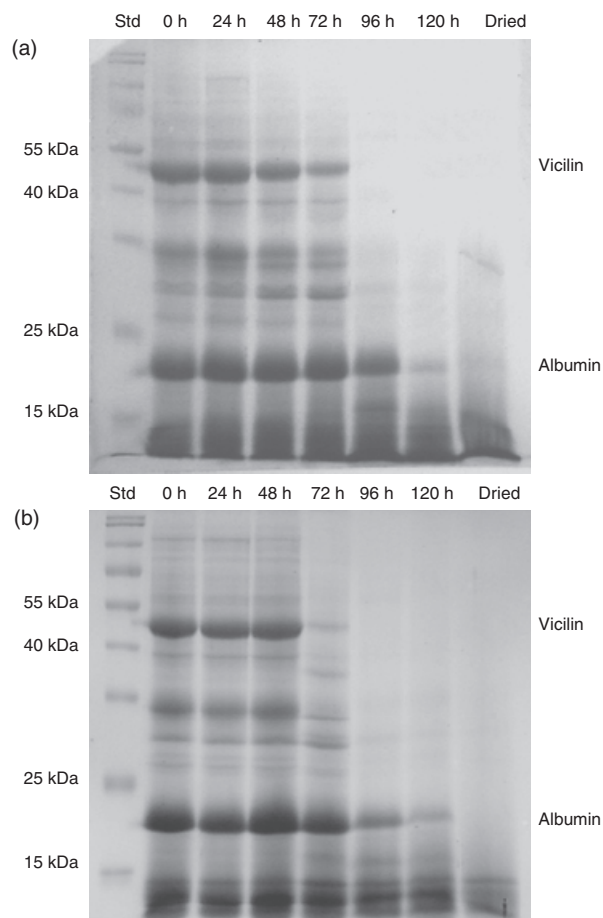 Std 0 h 24 h 48 h 72 h 96 h 120 h Dried
(a)
55 kDa
Vicilin
40 kDa
25 kDa
Albumin
15 kDa
Std 0 h 24 h 48 h 72 h 96 h 120 h Dried
(b)
55 kDa
Vicilin
40 kDa
25 kDa
Albumin
15 kDa